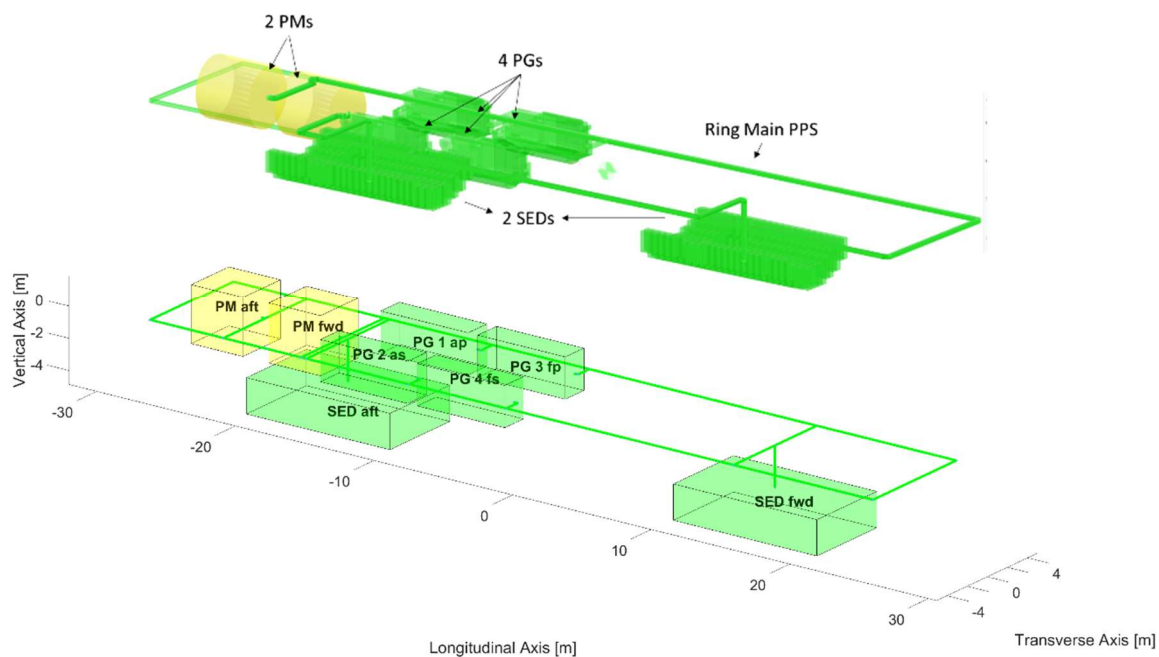 2 PMs
4 PGs
Ring Main PPS
2 SEDs
Vertical Axis [m]
0
-2
-4
PM aft
PM fwd
PG 1 ap
PG 2 as
PG 3 fp
PG 4 fs
SED aft
SED fwd
-30
-20
-10
0
10
20
30
4
0
-4
Longitudinal Axis [m]
Transverse Axis [m]